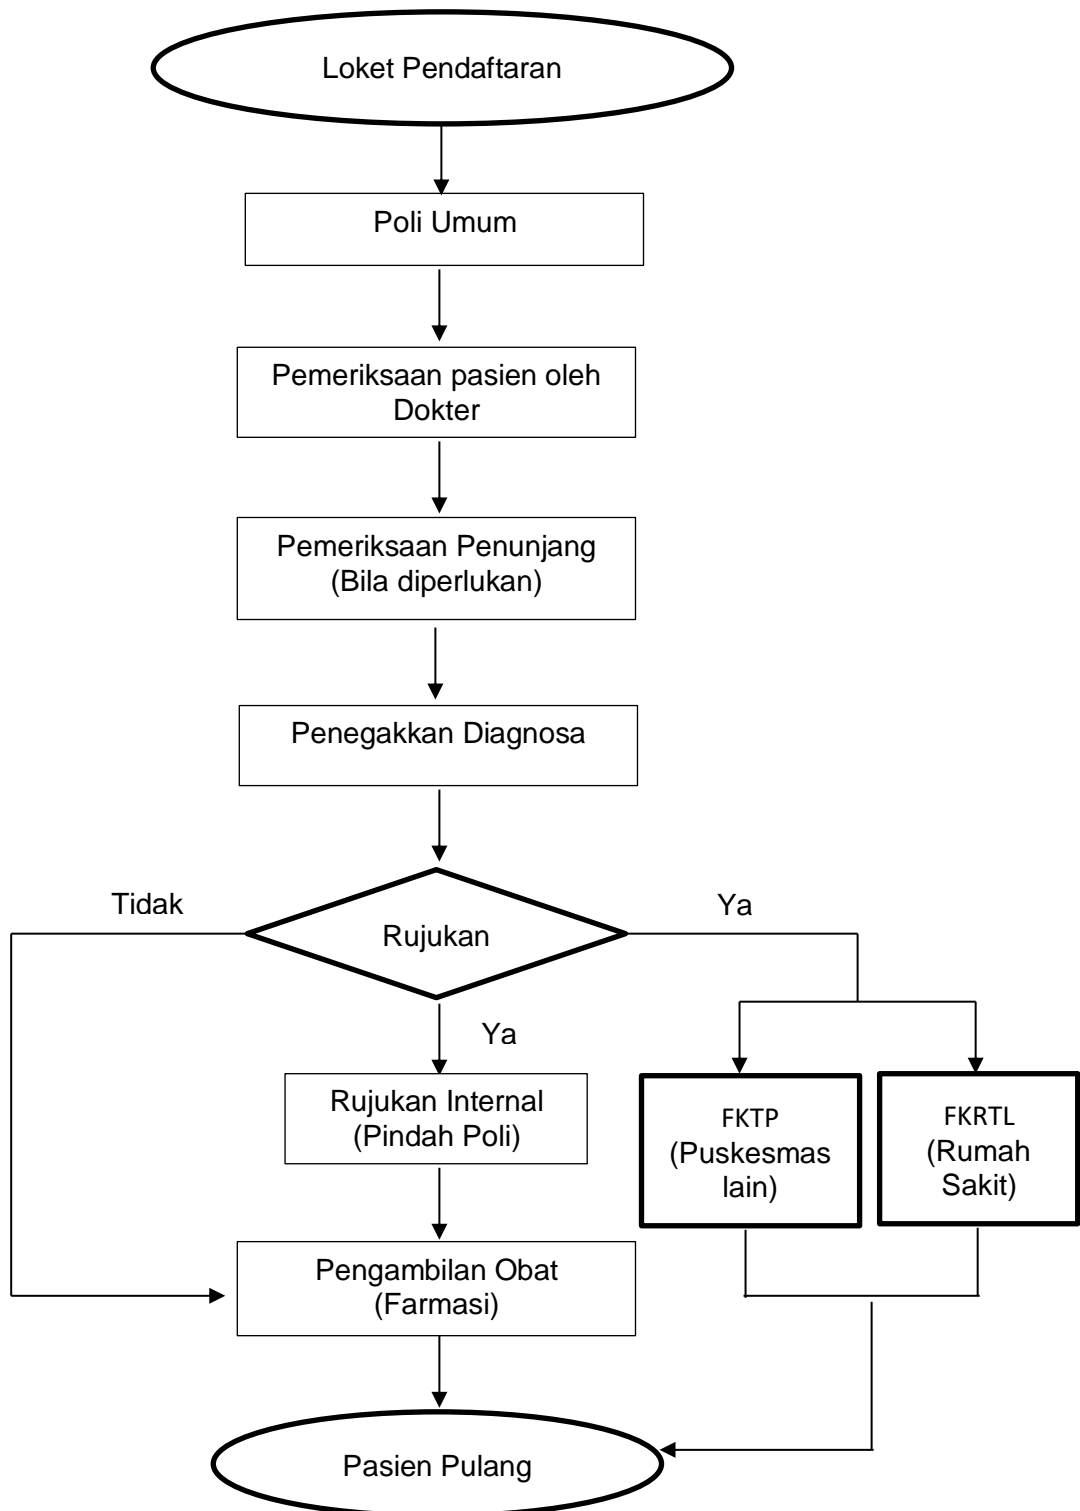 Loket Pendaftaran
Poli Umum
Pemeriksaan pasien oleh
Dokter
Pemeriksaan Penunjang
(Bila diperlukan)
Penegakkan Diagnosa
Tidak
Rujukan
Ya
Ya
Rujukan Internal
(Pindah Poli)
FKTP
(Puskesmas
lain)
FKRTL
(Rumah
Sakit)
Pengambilan Obat
(Farmasi)
Pasien Pulang